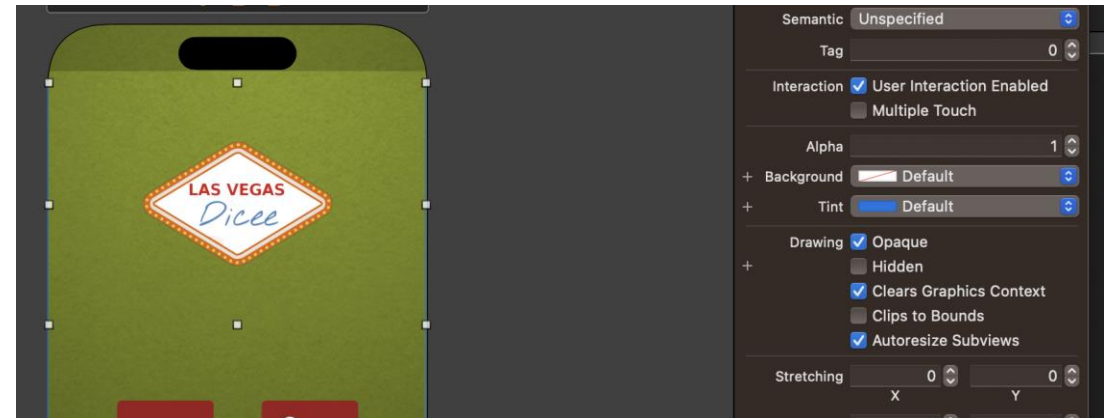 LAS VEGAS
Dicee
Semantic Unspecified
Tag 0
Interaction User Interaction Enabled
Multiple Touch
Alpha 1
+ Background Default
+ Tint Default
Drawing Opaque
+ Hidden
Clears Graphics Context
Clips to Bounds
Autoresize Subviews
Stretching 0 0
X Y